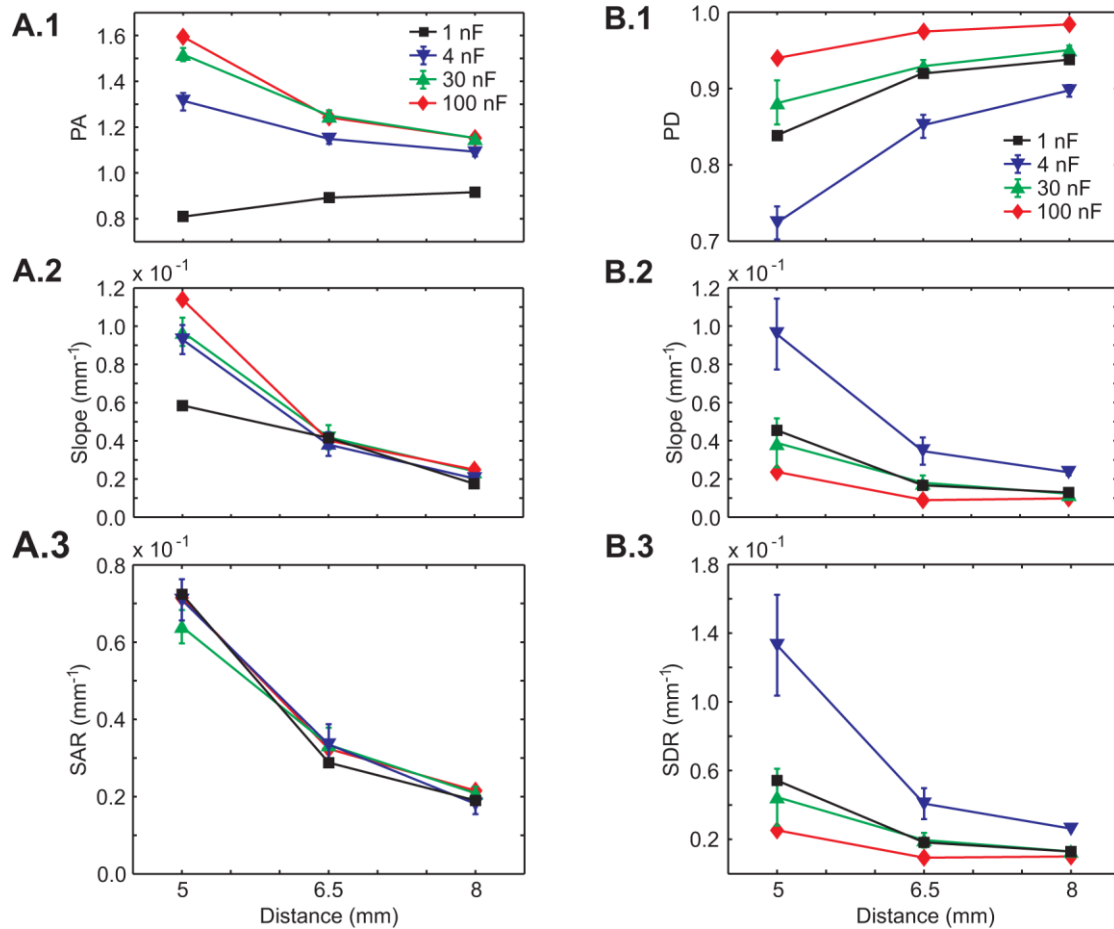 A.1
1.6
1.4
1.2
1.0
0.8
PA
1 nF
4 nF
30 nF
100 nF
B.1
1.0
0.9
0.8
0.7
PD
1 nF
4 nF
30 nF
100 nF
A.2
x 10⁻¹
1.2
1.0
0.8
0.6
0.4
0.2
0.0
Slope (mm⁻¹)
B.2
x 10⁻¹
1.2
1.0
0.8
0.6
0.4
0.2
0.0
Slope (mm⁻¹)
A.3
x 10⁻¹
0.8
0.6
0.4
0.2
0.0
SAR (mm⁻¹)
5 6.5 8
Distance (mm)
B.3
x 10⁻¹
1.8
1.4
1.0
0.6
0.2
SDR (mm⁻¹)
5 6.5 8
Distance (mm)